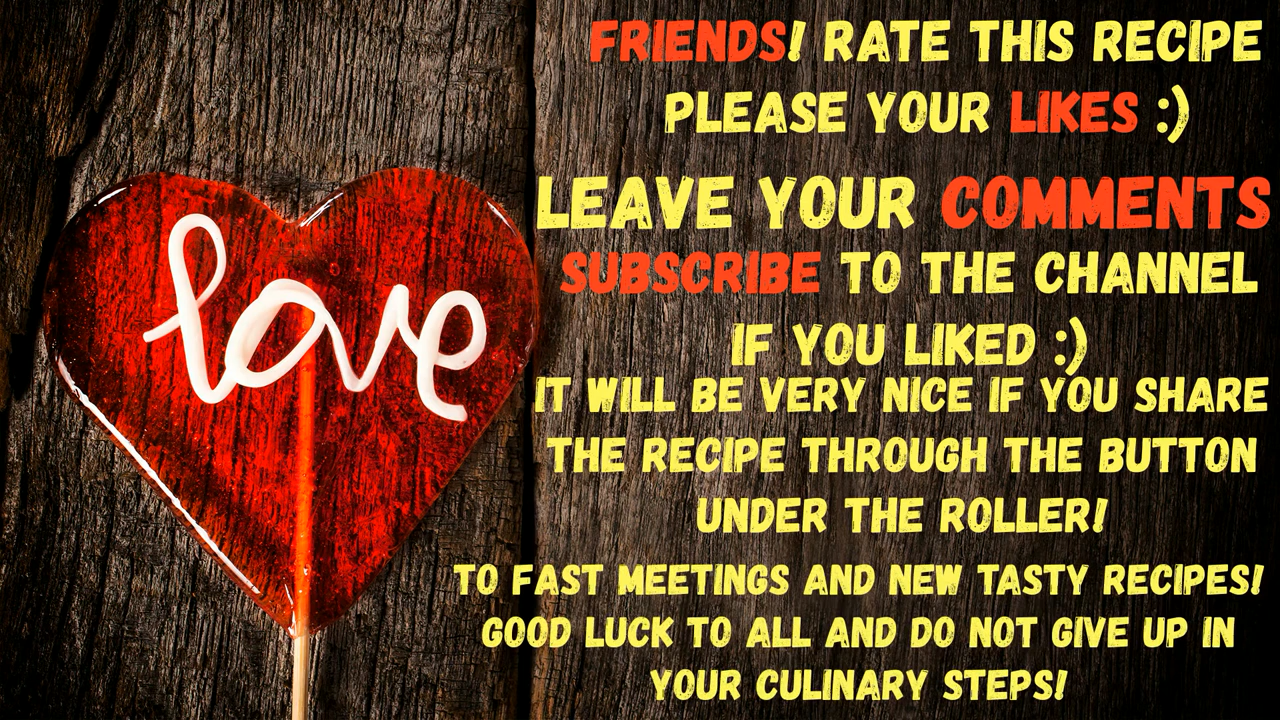 love
FRIENDS! RATE THIS RECIPE
PLEASE YOUR LIKES :)
LEAVE YOUR COMMENTS
SUBSCRIBE TO THE CHANNEL
IF YOU LIKED :)
IT WILL BE VERY NICE IF YOU SHARE
THE RECIPE THROUGH THE BUTTON
UNDER THE ROLLER!
TO FAST MEETINGS AND NEW TASTY RECIPES!
GOOD LUCK TO ALL AND DO NOT GIVE UP IN
YOUR CULINARY STEPS!